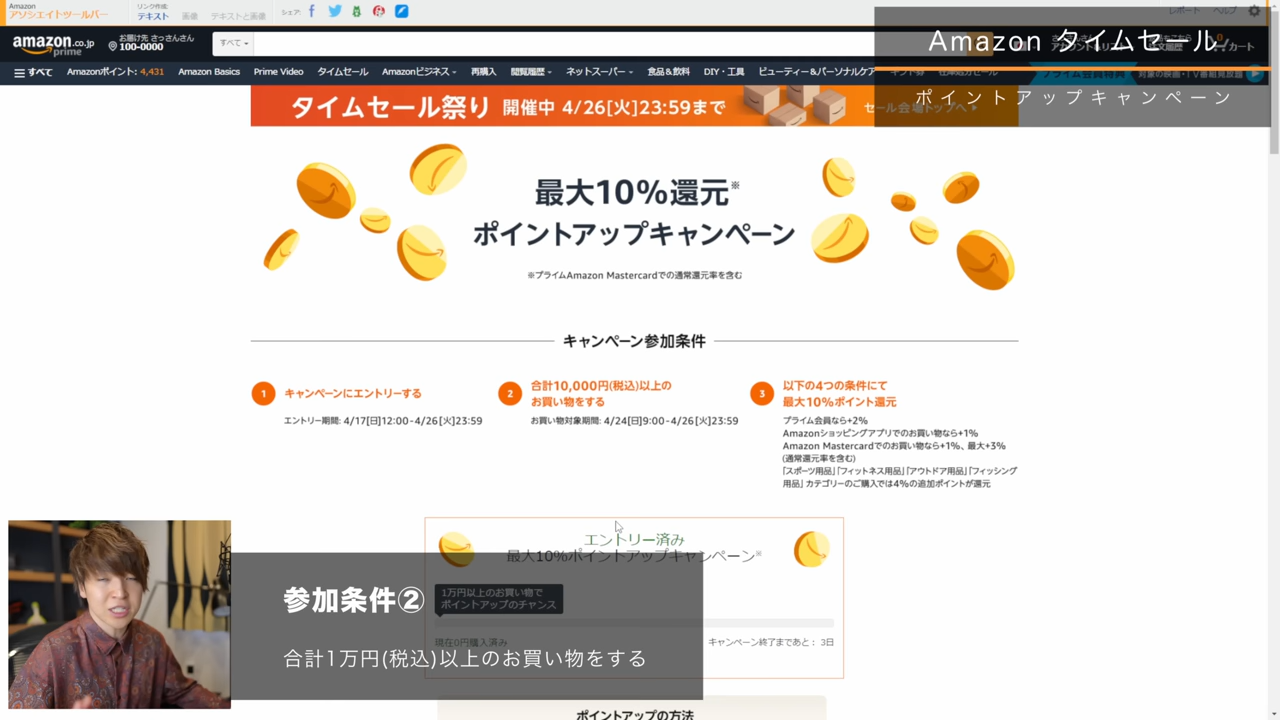 Amazon
アソシエイトツールバー
リンク作成:
テキスト 画像 テキストと画像
シェア:
レポート ヘルプ
amazon.co.jp
prime
お届け先 さっさんさん
100-0000
すべて
Amazon タイムセール
ポイントアップキャンペーン
すべて Amazonポイント: 4,431 Amazon Basics Prime Video タイムセール Amazonビジネス 再購入 閲覧履歴 ネットスーパー 食品&飲料 DIY・工具 ビューティー&パーソナルケア
タイムセール祭り 開催中 4/26[火]23:59まで
セール会場トップへ
最大10%還元※
ポイントアップキャンペーン
※プライムAmazon Mastercardでの通常還元率を含む
キャンペーン参加条件
1 キャンペーンにエントリーする
エントリー期間: 4/17[日]12:00-4/26[火]23:59
2 合計10,000円(税込)以上の
お買い物をする
お買い物対象期間: 4/24[日]9:00-4/26[火]23:59
3 以下の4つの条件にて
最大10%ポイント還元
プライム会員なら+2%
Amazonショッピングアプリでのお買い物なら+1%
Amazon Mastercardでのお買い物なら+1%、最大+3%
(通常還元率を含む)
「スポーツ用品」「フィットネス用品」「アウトドア用品」「フィッシング
用品」カテゴリーのご購入では4%の追加ポイントが還元
エントリー済み
最大10%ポイントアップキャンペーン※
1万円以上のお買い物で
ポイントアップのチャンス
現在0円購入済み
キャンペーン終了まであと: 3日
参加条件②
合計1万円(税込)以上のお買い物をする
ポイントアップの方法